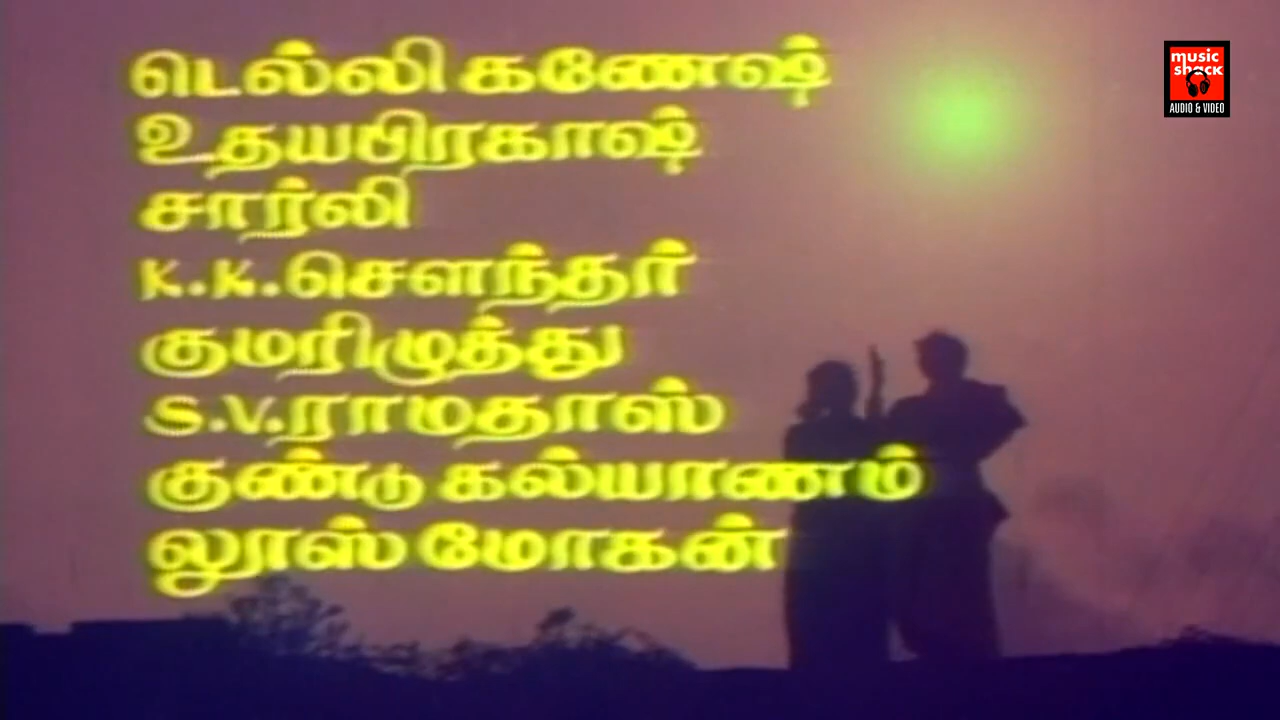 டெல்லி கணேஷ்
உதயபிரகாஷ்
சார்லி
K.K.சௌந்தர்
குமரிமுத்து
S.V.ராமதாஸ்
குண்டு கல்யாணம்
லூஸ் மோகன்
music
shack
AUDIO & VIDEO